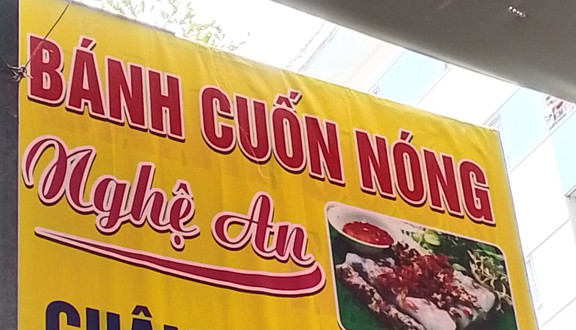 BÁNH CUỐN NÓNG
Nghệ An